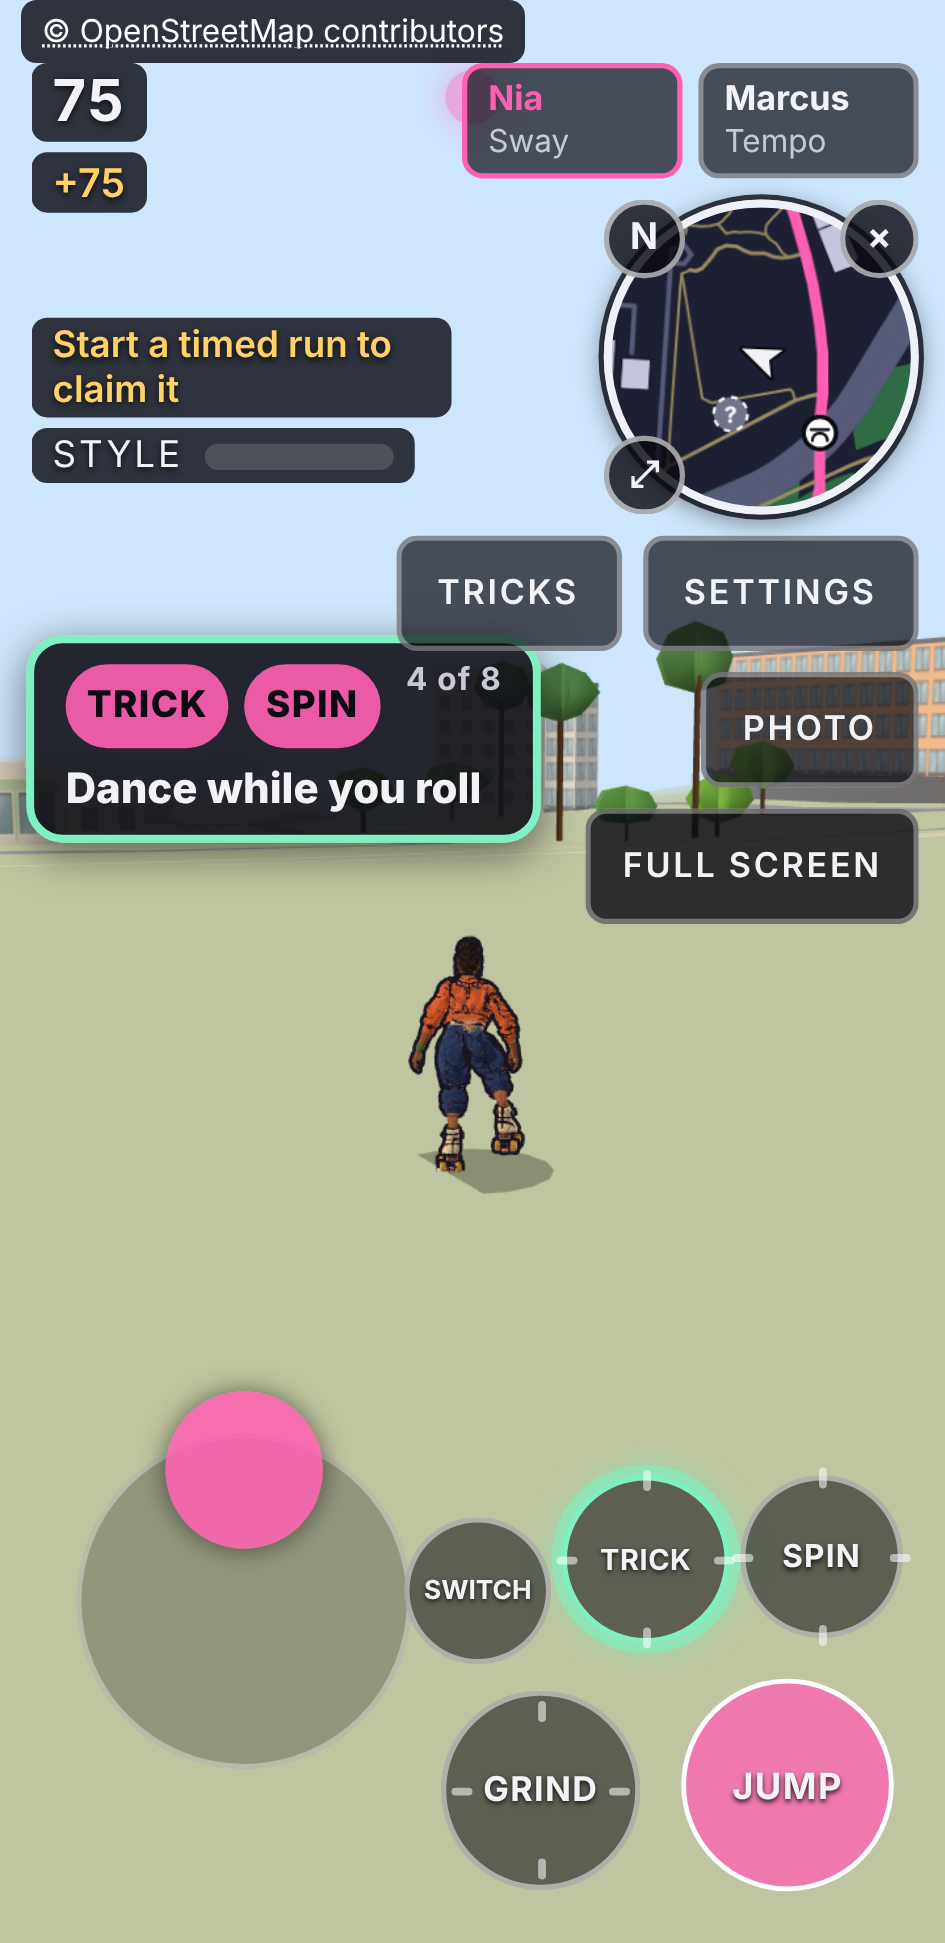 © OpenStreetMap contributors
75
+75
Nia
Sway
Marcus
Tempo
N
×
?
Start a timed run to
claim it
STYLE
TRICKS
SETTINGS
TRICK SPIN 4 of 8
Dance while you roll
PHOTO
FULL SCREEN
SWITCH
TRICK
SPIN
GRIND
JUMP